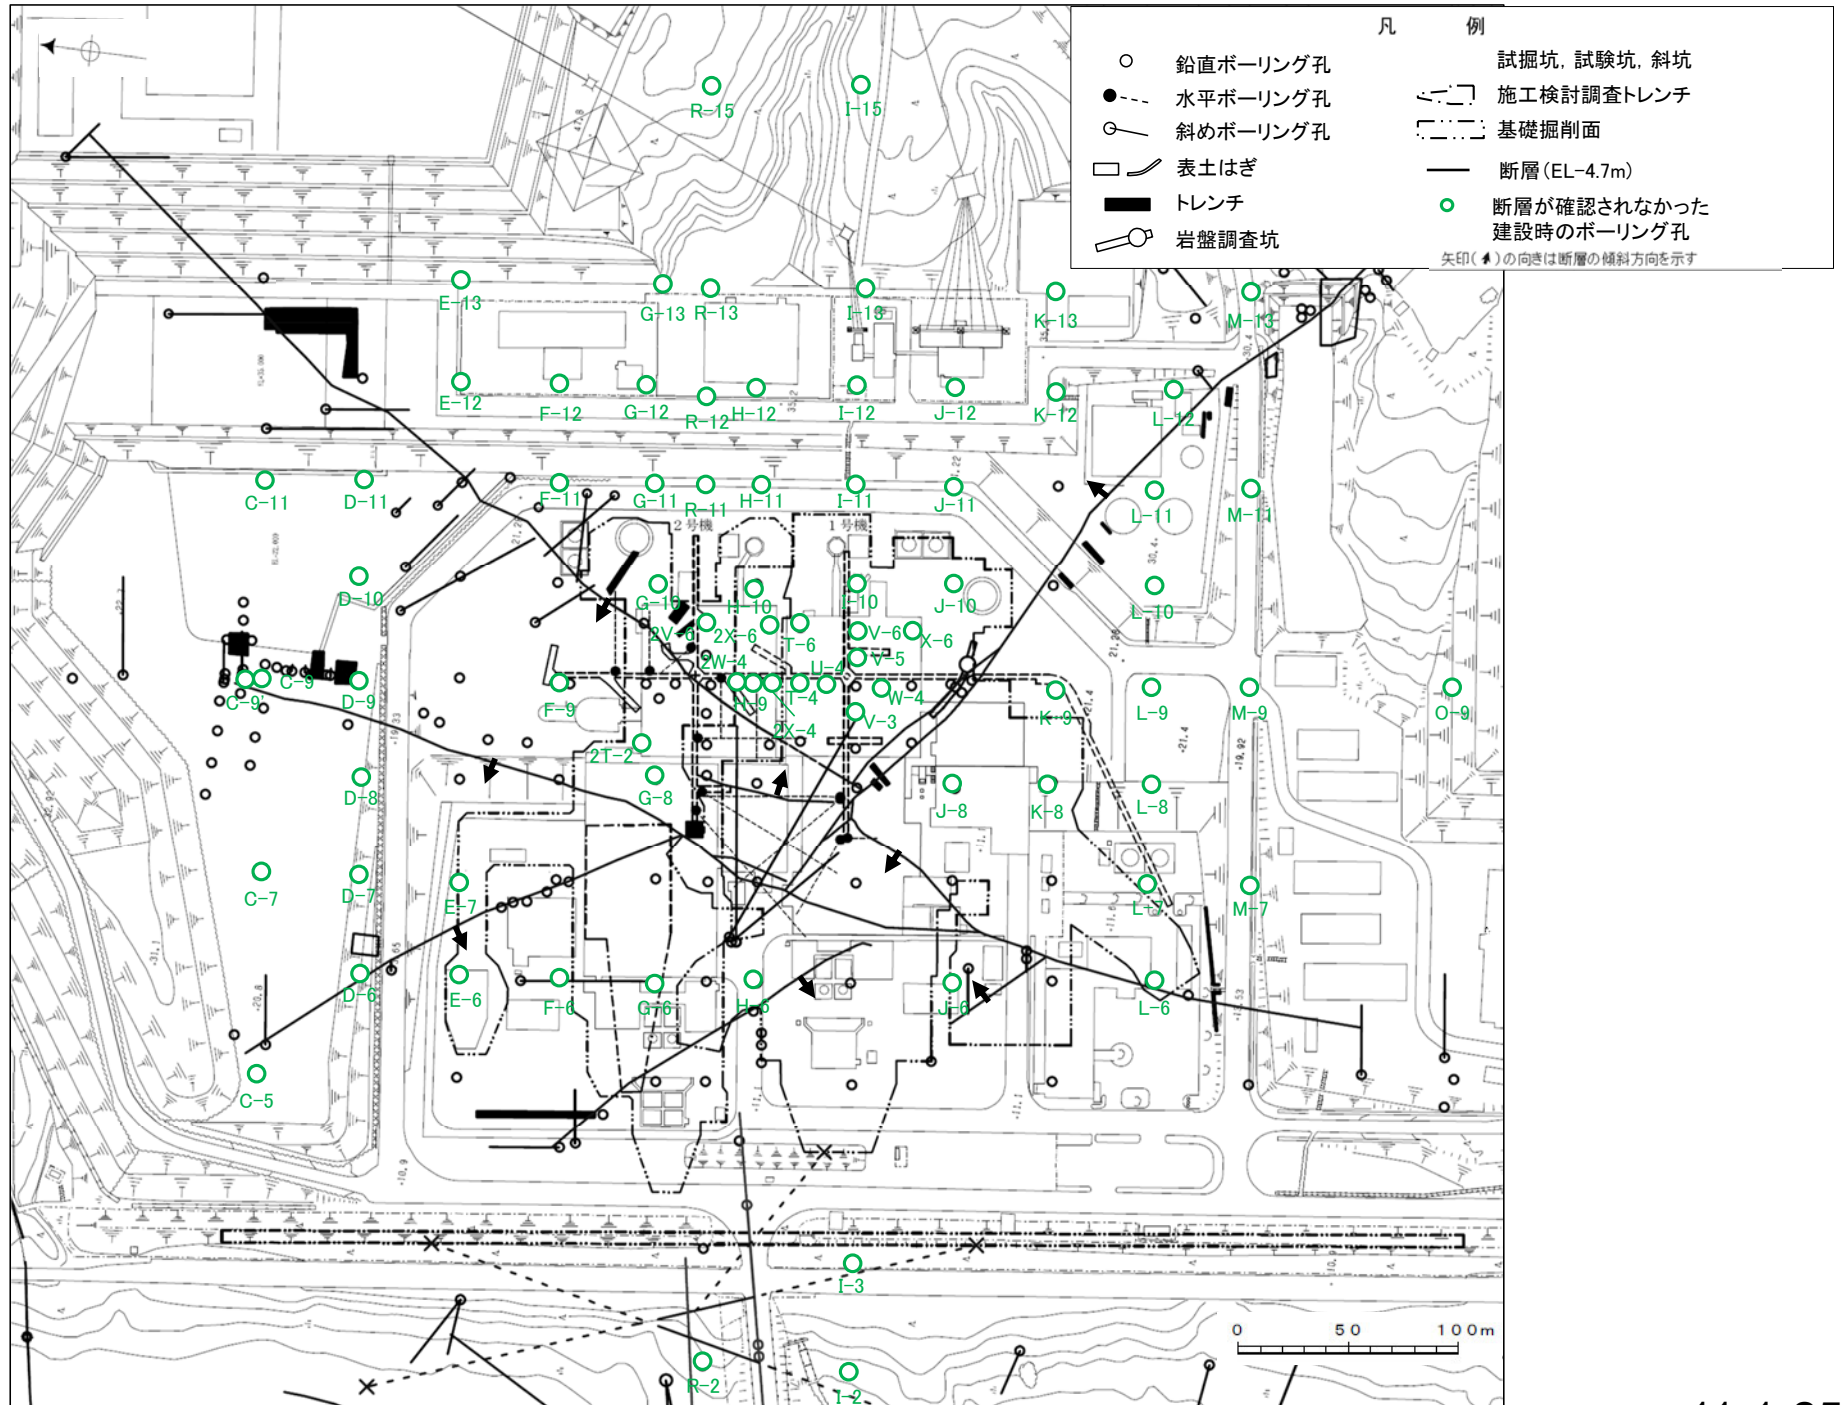 凡 例
鉛直ボーリング孔
水平ボーリング孔
斜めボーリング孔
表土はぎ
トレンチ
岩盤調査坑
試掘坑, 試験坑, 斜坑
施工検討調査トレンチ
基礎掘削面
断層(EL-4.7m)
断層が確認されなかった
建設時のボーリング孔
矢印( )の向きは断層の傾斜方向を示す
R-15 I-15
47.8
E-13 G-13 R-13 I-13 K-13 M-13
E-12 F-12 G-12 R-12 H-12 I-12 J-12 K-12 L-12
C-11 D-11 F-11 G-11 R-11 H-11 I-11 J-11 L-11 M-11
2号機 1号機
D-10 G-10 H-10 I-10 J-10 L-10
2V-6 2X-6 T-6 V-6 X-6
2W-4 U-4 V-5
C-9' C-9 D-9 F-9 H-9 T-4 W-4 K-9 L-9 M-9 O-9
2X-4 V-3
2T-2
D-8 G-8 J-8 K-8 L-8
C-7 D-7 E-7 L-7 M-7
D-6 E-6 F-6 G-6 H-6 J-6 L-6
C-5
I-3
R-2 I-2
0 50 100m